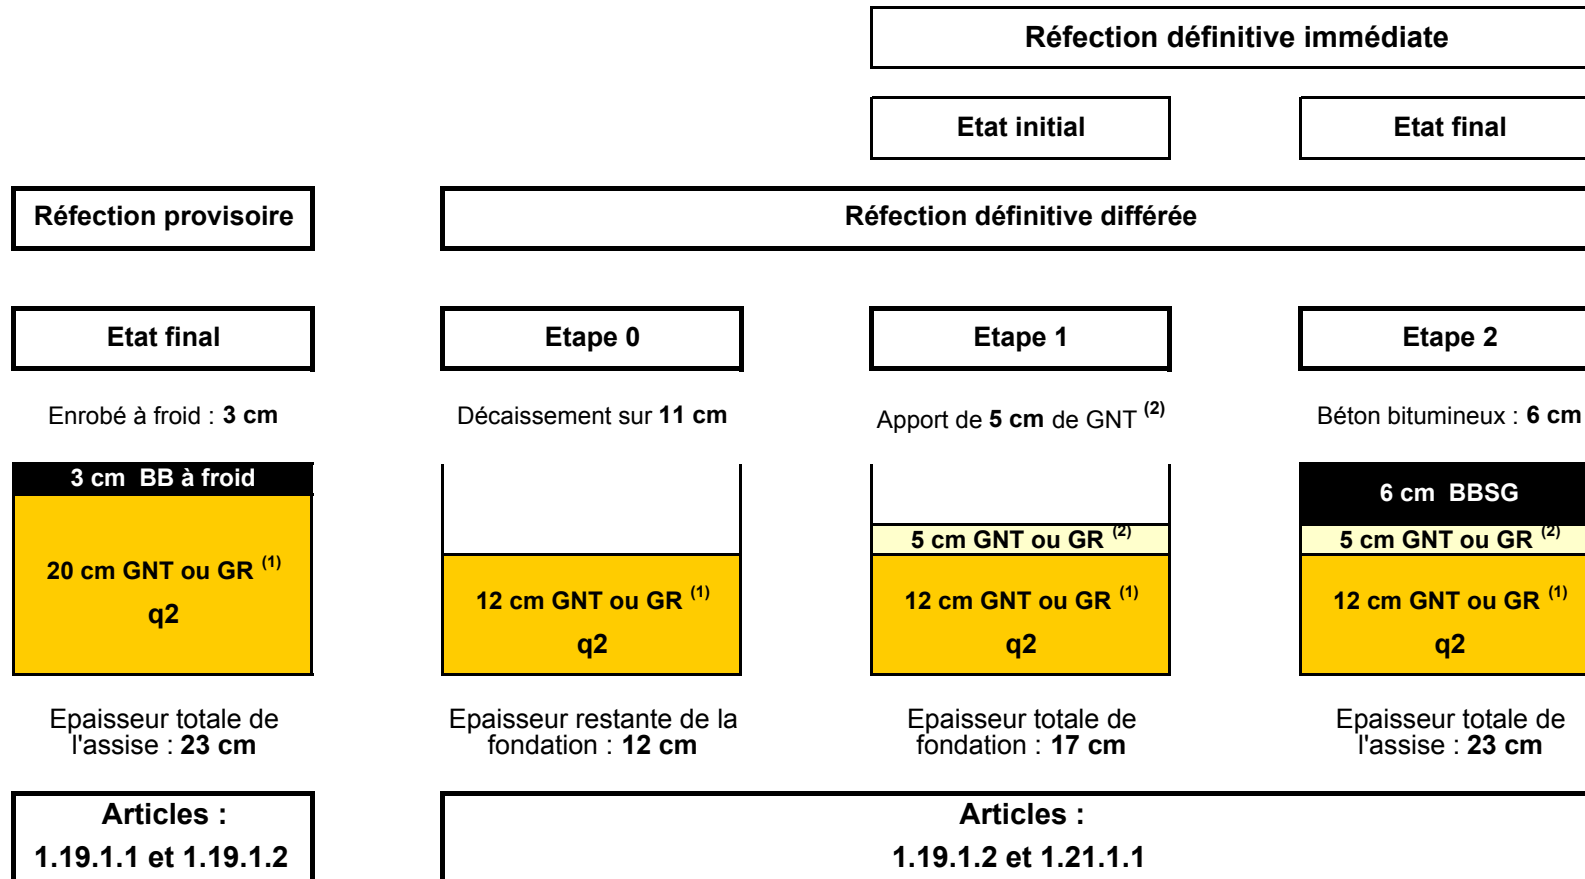 Réfection définitive immédiate
Etat initial
Etat final
Réfection provisoire
Réfection définitive différée
Etat final
Etape 0
Etape 1
Etape 2
Enrobé à froid : 3 cm
Décaissement sur 11 cm
Apport de 5 cm de GNT (2)
Béton bitumineux : 6 cm
3 cm BB à froid
20 cm GNT ou GR (1)
q2
12 cm GNT ou GR (1)
q2
5 cm GNT ou GR (2)
12 cm GNT ou GR (1)
q2
6 cm BBSG
5 cm GNT ou GR (2)
12 cm GNT ou GR (1)
q2
Epaisseur totale de
l'assise : 23 cm
Epaisseur restante de la
fondation : 12 cm
Epaisseur totale de
fondation : 17 cm
Epaisseur totale de
l'assise : 23 cm
Articles :
1.19.1.1 et 1.19.1.2
Articles :
1.19.1.2 et 1.21.1.1